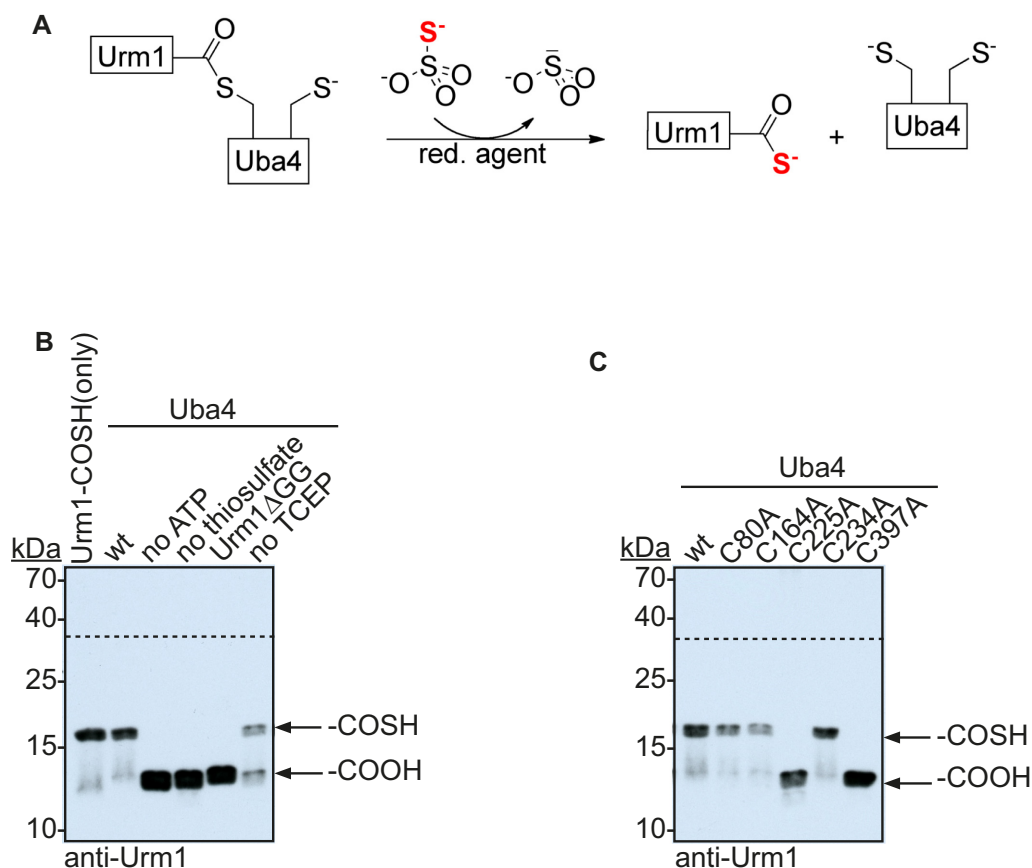 A
Urm1
O
S
S-
Uba4
S-
-O
S
O
O
S
-O
O
O
red. agent
Urm1
O
S-
+
-S
S-
Uba4
B
Urm1-COSH(only)
Uba4
wt
no ATP
no thiosulfate
Urm1ΔGG
no TCEP
kDa
70-
40-
25-
15-
10-
-COSH
-COOH
anti-Urm1
C
Uba4
wt
C80A
C164A
C225A
C234A
C397A
kDa
70-
40-
25-
15-
10-
-COSH
-COOH
anti-Urm1